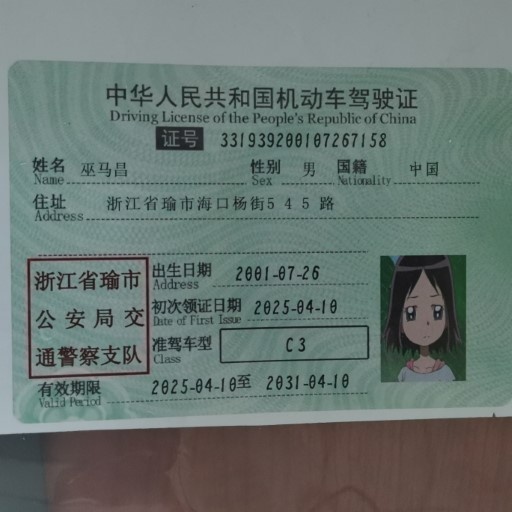 中华人民共和国机动车驾驶证
Driving License of the People's Republic of China
证号 331939200107267158
姓名 Name 巫马昌 性别 Sex 男 国籍 Nationality 中国
住址 Address 浙江省瑜市海口杨街545路
出生日期 Address 2001-07-26
初次领证日期 Date of First Issue 2025-04-10
准驾车型 Class C3
浙江省瑜市
公安局交
通警察支队
有效期限 Valid Period 2025-04-10至 2031-04-10